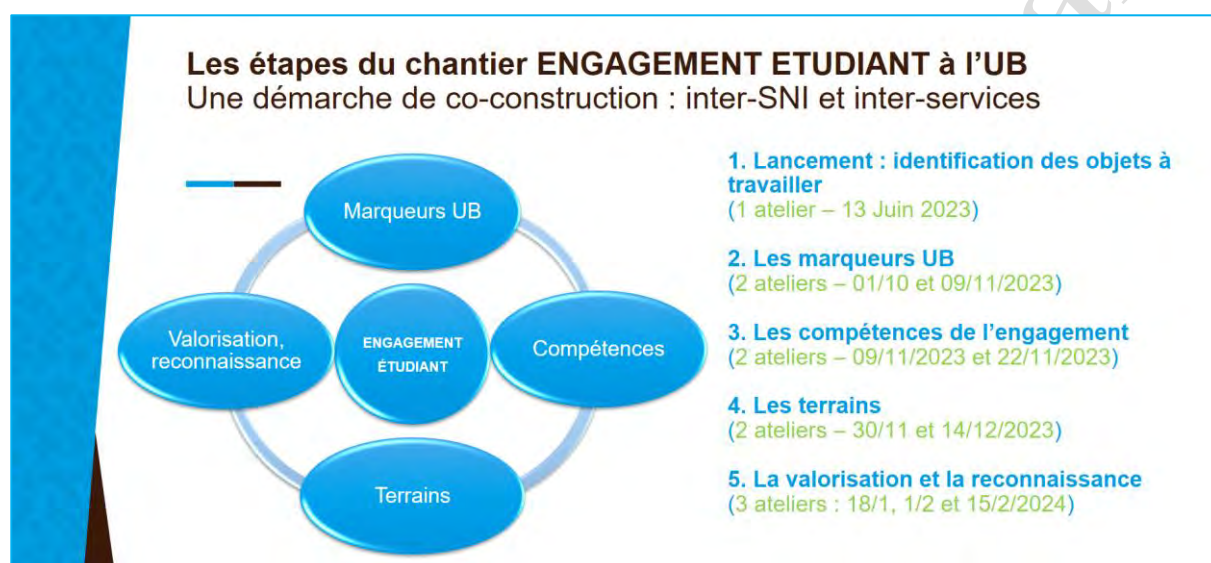 Les étapes du chantier ENGAGEMENT ETUDIANT à l'UB
Une démarche de co-construction : inter-SNI et inter-services
Marqueurs UB
Valorisation,
reconnaissance
ENGAGEMENT
ÉTUDIANT
Compétences
Terrains
1. Lancement : identification des objets à
travailler
(1 atelier – 13 Juin 2023)
2. Les marqueurs UB
(2 ateliers – 01/10 et 09/11/2023)
3. Les compétences de l'engagement
(2 ateliers – 09/11/2023 et 22/11/2023)
4. Les terrains
(2 ateliers – 30/11 et 14/12/2023)
5. La valorisation et la reconnaissance
(3 ateliers : 18/1, 1/2 et 15/2/2024)